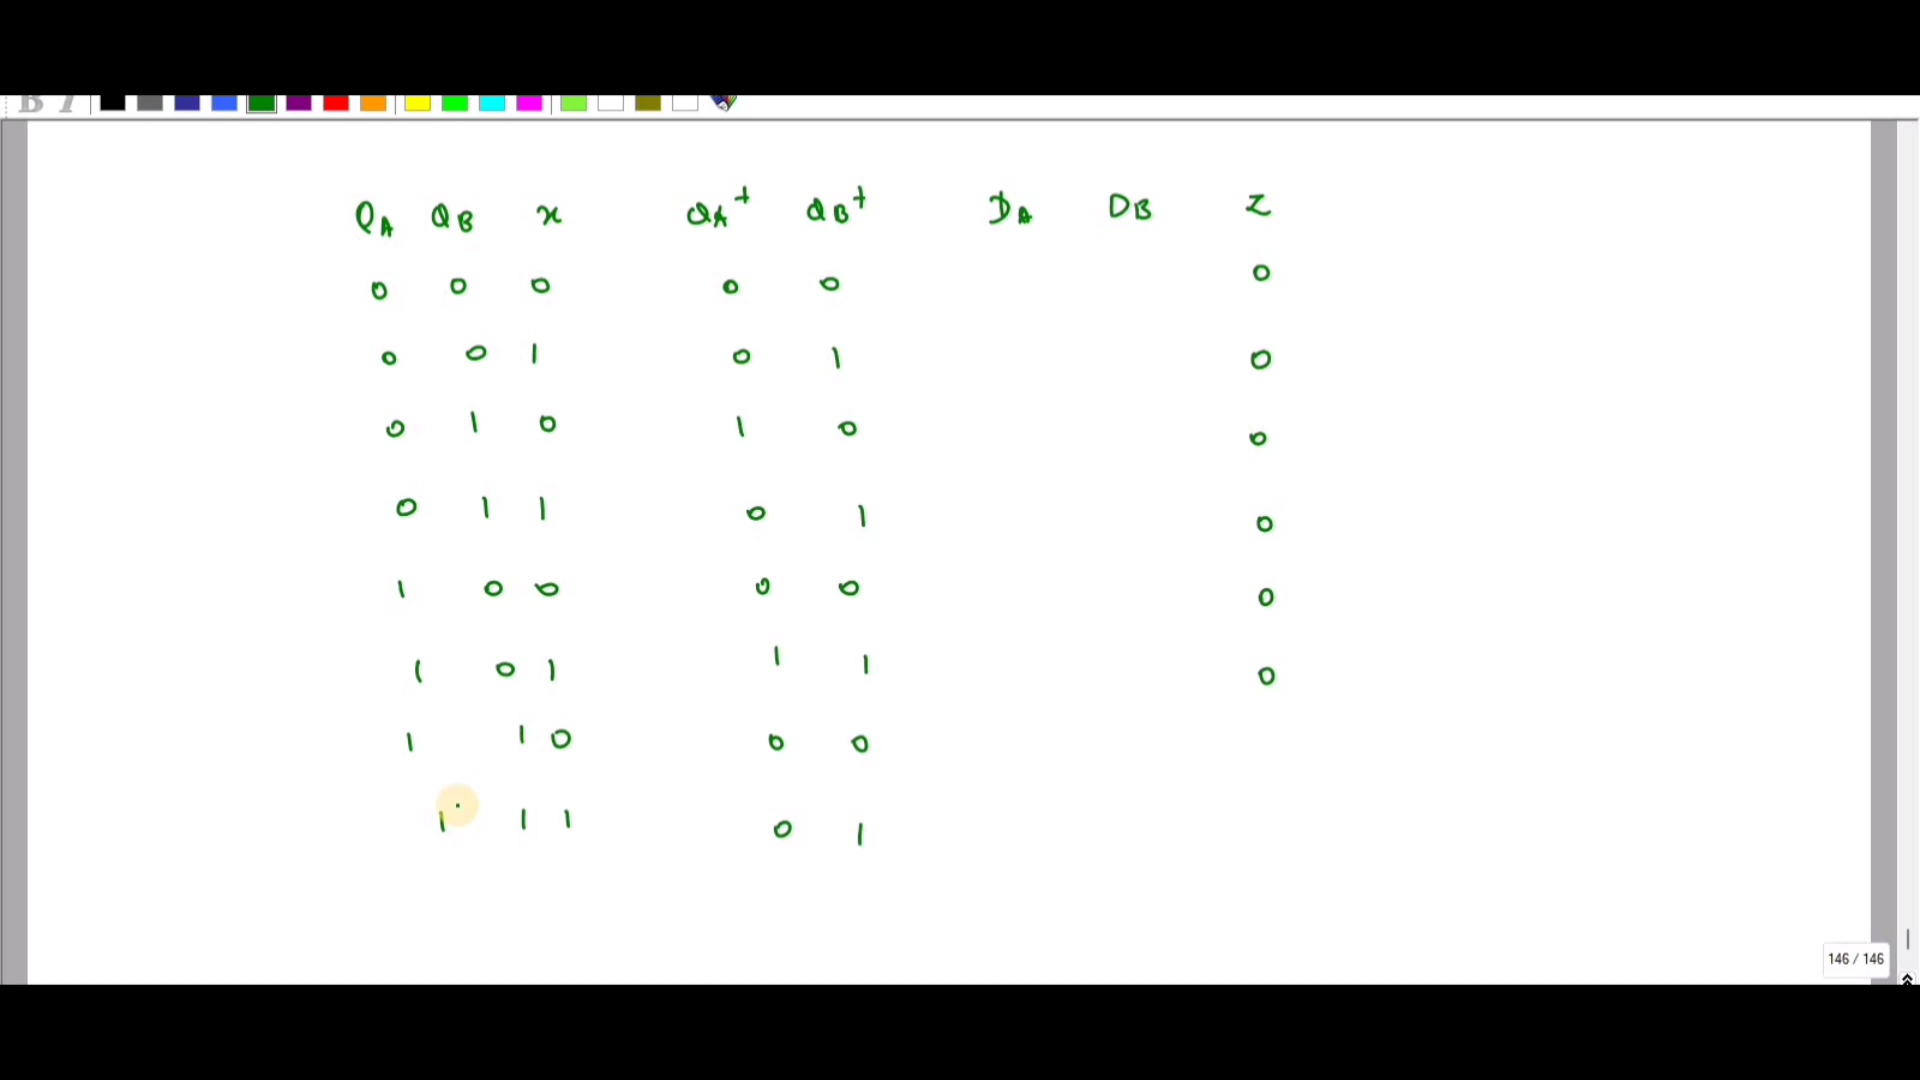 B I
QA QB x QA+ QB+ DA DB Z
0 0 0 0 0 0
0 0 1 0 1 0
0 1 0 1 0 0
0 1 1 0 1 0
1 0 0 0 0 0
1 0 1 1 1 0
1 1 0 0 0
1 1 1 0 1
146 / 146